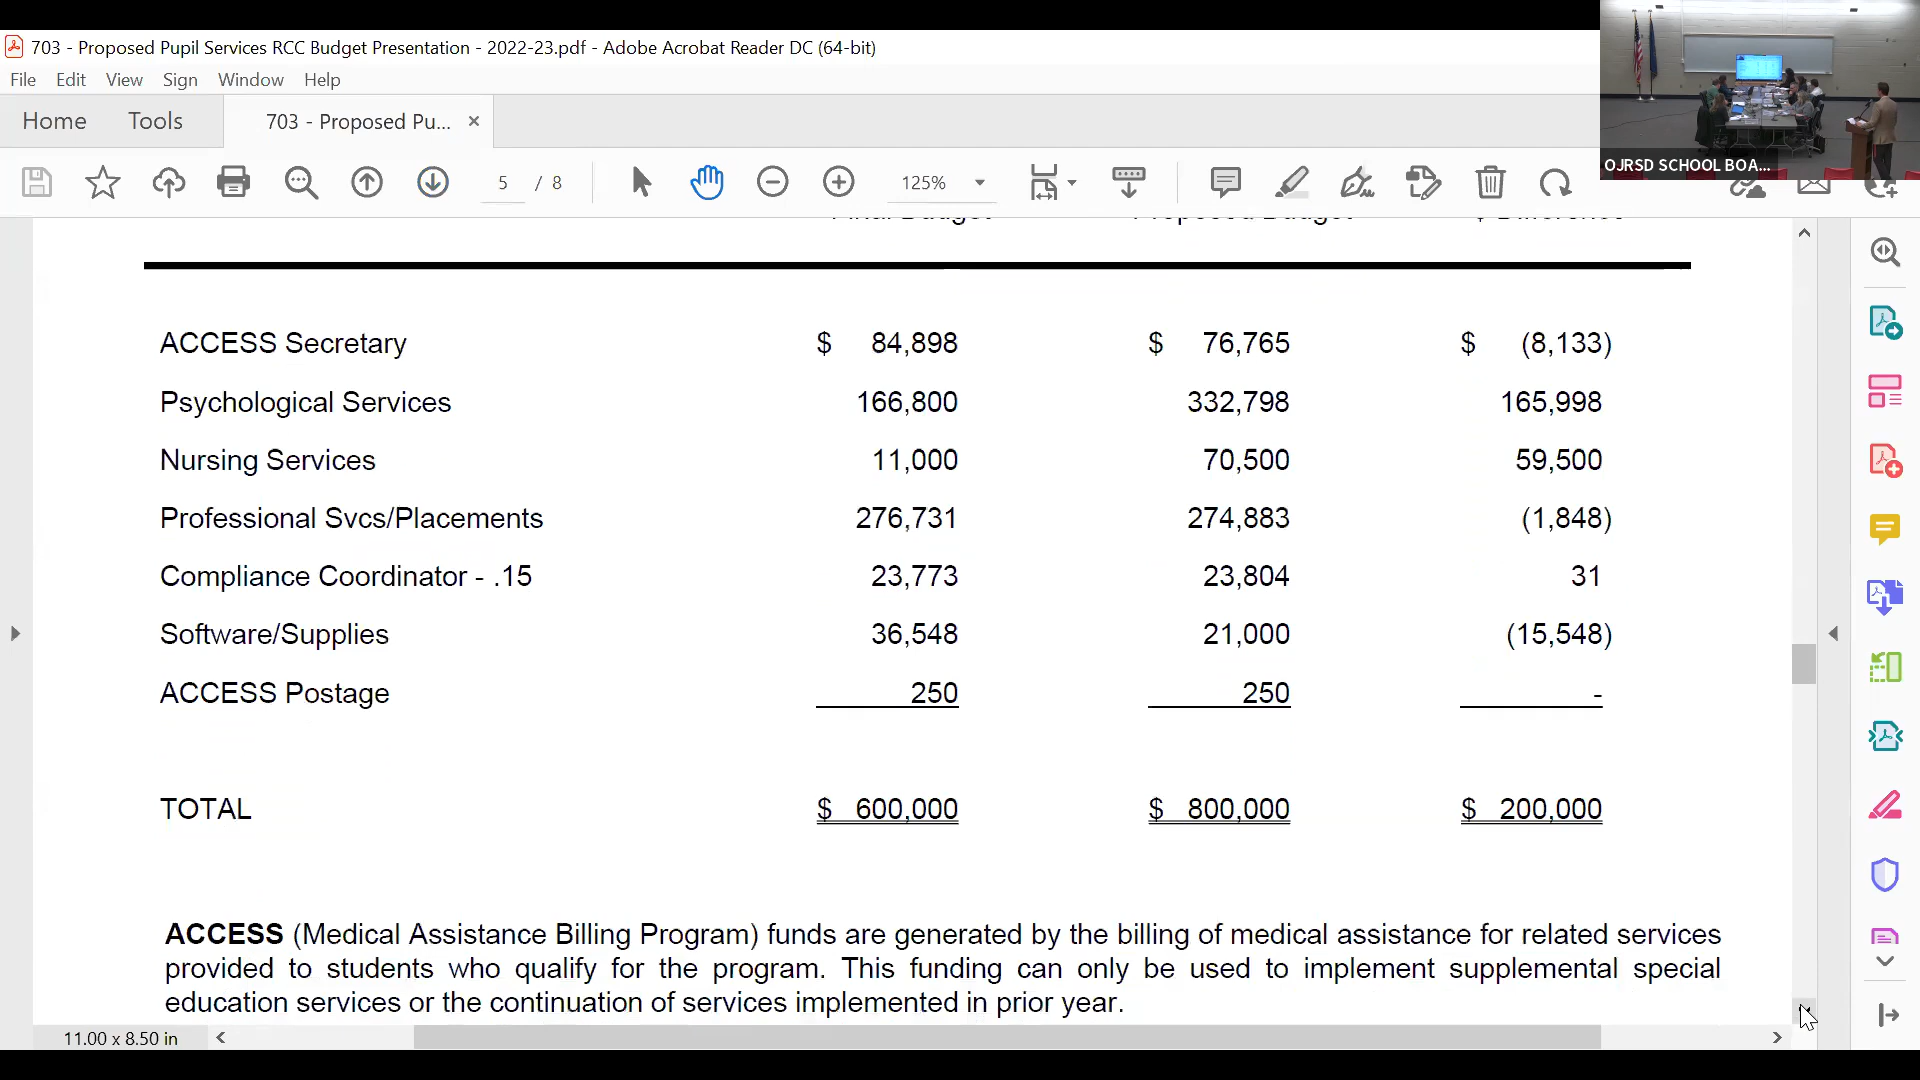 703 - Proposed Pupil Services RCC Budget Presentation - 2022-23.pdf - Adobe Acrobat Reader DC (64-bit)
File Edit View Sign Window Help
Home Tools 703 - Proposed Pu... ×
5 / 8 125%
OJRSD SCHOOL BOA...
Final Budget Proposed Budget $ Difference
ACCESS Secretary $ 84,898 $ 76,765 $ (8,133)
Psychological Services 166,800 332,798 165,998
Nursing Services 11,000 70,500 59,500
Professional Svcs/Placements 276,731 274,883 (1,848)
Compliance Coordinator - .15 23,773 23,804 31
Software/Supplies 36,548 21,000 (15,548)
ACCESS Postage 250 250 -
TOTAL $ 600,000 $ 800,000 $ 200,000
ACCESS (Medical Assistance Billing Program) funds are generated by the billing of medical assistance for related services
provided to students who qualify for the program. This funding can only be used to implement supplemental special
education services or the continuation of services implemented in prior year.
11.00 x 8.50 in